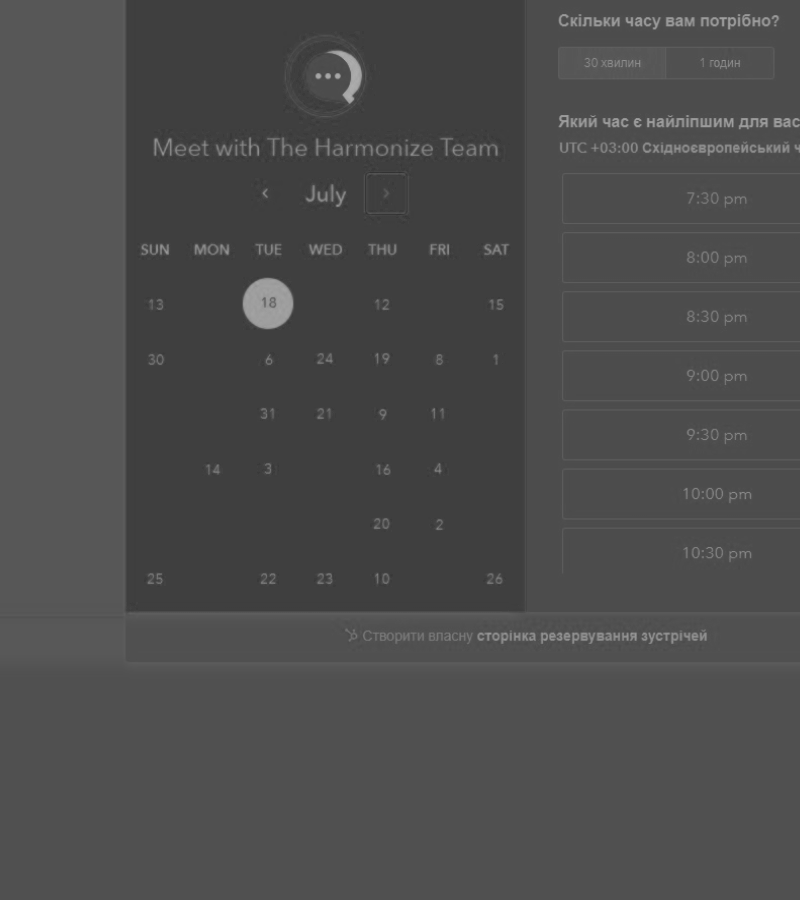 Meet with The Harmonize Team
July
SUN MON TUE WED THU FRI SAT
13 18 12 15
30 6 24 19 8 1
31 21 9 11
14 3 16 4
20 2
25 22 23 10 26
Скільки часу вам потрібно?
30 хвилин 1 годин
Який час є найліпшим для вас
UTC +03:00 Східноєвропейський ч
7:30 pm
8:00 pm
8:30 pm
9:00 pm
9:30 pm
10:00 pm
10:30 pm
Створити власну сторінка резервування зустрічей